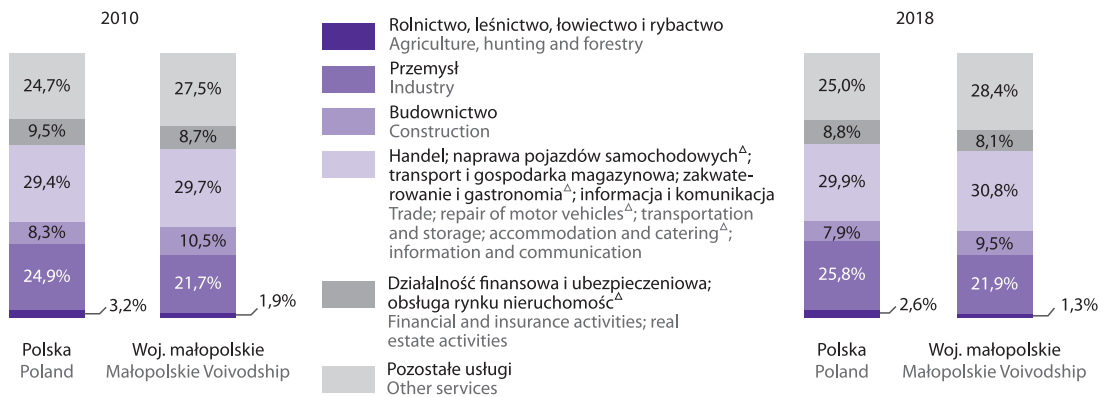 2010
24,7%
9,5%
29,4%
8,3%
24,9%
3,2%
Polska
Poland
27,5%
8,7%
29,7%
10,5%
21,7%
1,9%
Woj. małopolskie
Małopolskie Voivodship
Rolnictwo, leśnictwo, łowiectwo i rybactwo
Agriculture, hunting and forestry
Przemysł
Industry
Budownictwo
Construction
Handel; naprawa pojazdów samochodowych△;
transport i gospodarka magazynowa; zakwate-
rowanie i gastronomia△; informacja i komunikacja
Trade; repair of motor vehicles△; transportation
and storage; accommodation and catering△;
information and communication
Działalność finansowa i ubezpieczeniowa;
obsługa rynku nieruchomośc△
Financial and insurance activities; real
estate activities
Pozostałe usługi
Other services
2018
25,0%
8,8%
29,9%
7,9%
25,8%
2,6%
Polska
Poland
28,4%
8,1%
30,8%
9,5%
21,9%
1,3%
Woj. małopolskie
Małopolskie Voivodship